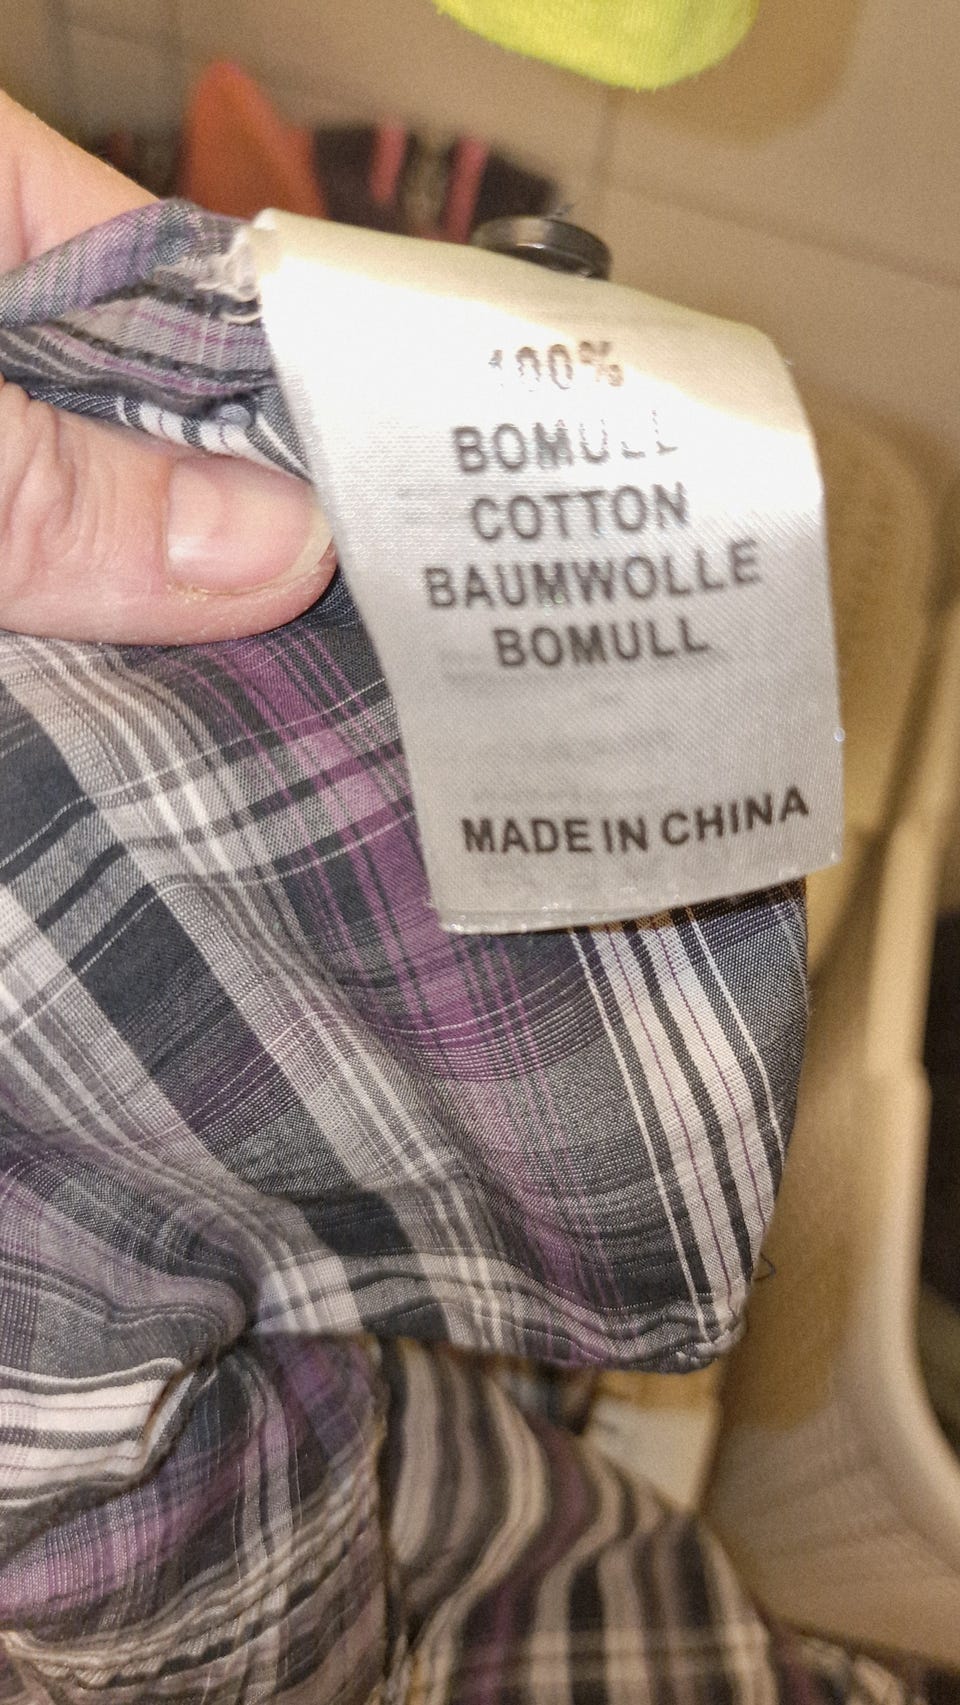 100%
BOMULL
COTTON
BAUMWOLLE
BOMULL
MADE IN CHINA